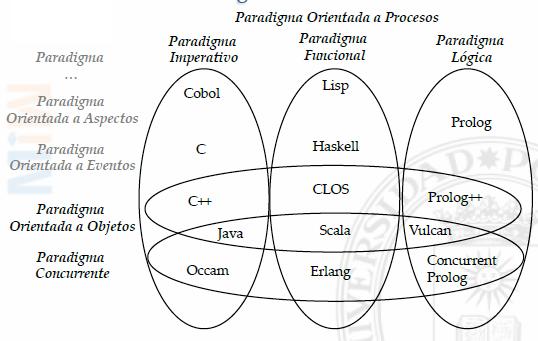 Paradigma Orientada a Procesos
Paradigma
Imperativo
Paradigma
Funcional
Paradigma
Lógica
Paradigma
...
Paradigma
Orientada a Aspectos
Paradigma
Orientada a Eventos
Paradigma
Orientada a Objetos
Paradigma
Concurrente
Cobol
Lisp
Prolog
C
Haskell
C++
CLOS
Prolog++
Java
Scala
Vulcan
Occam
Erlang
Concurrent
Prolog